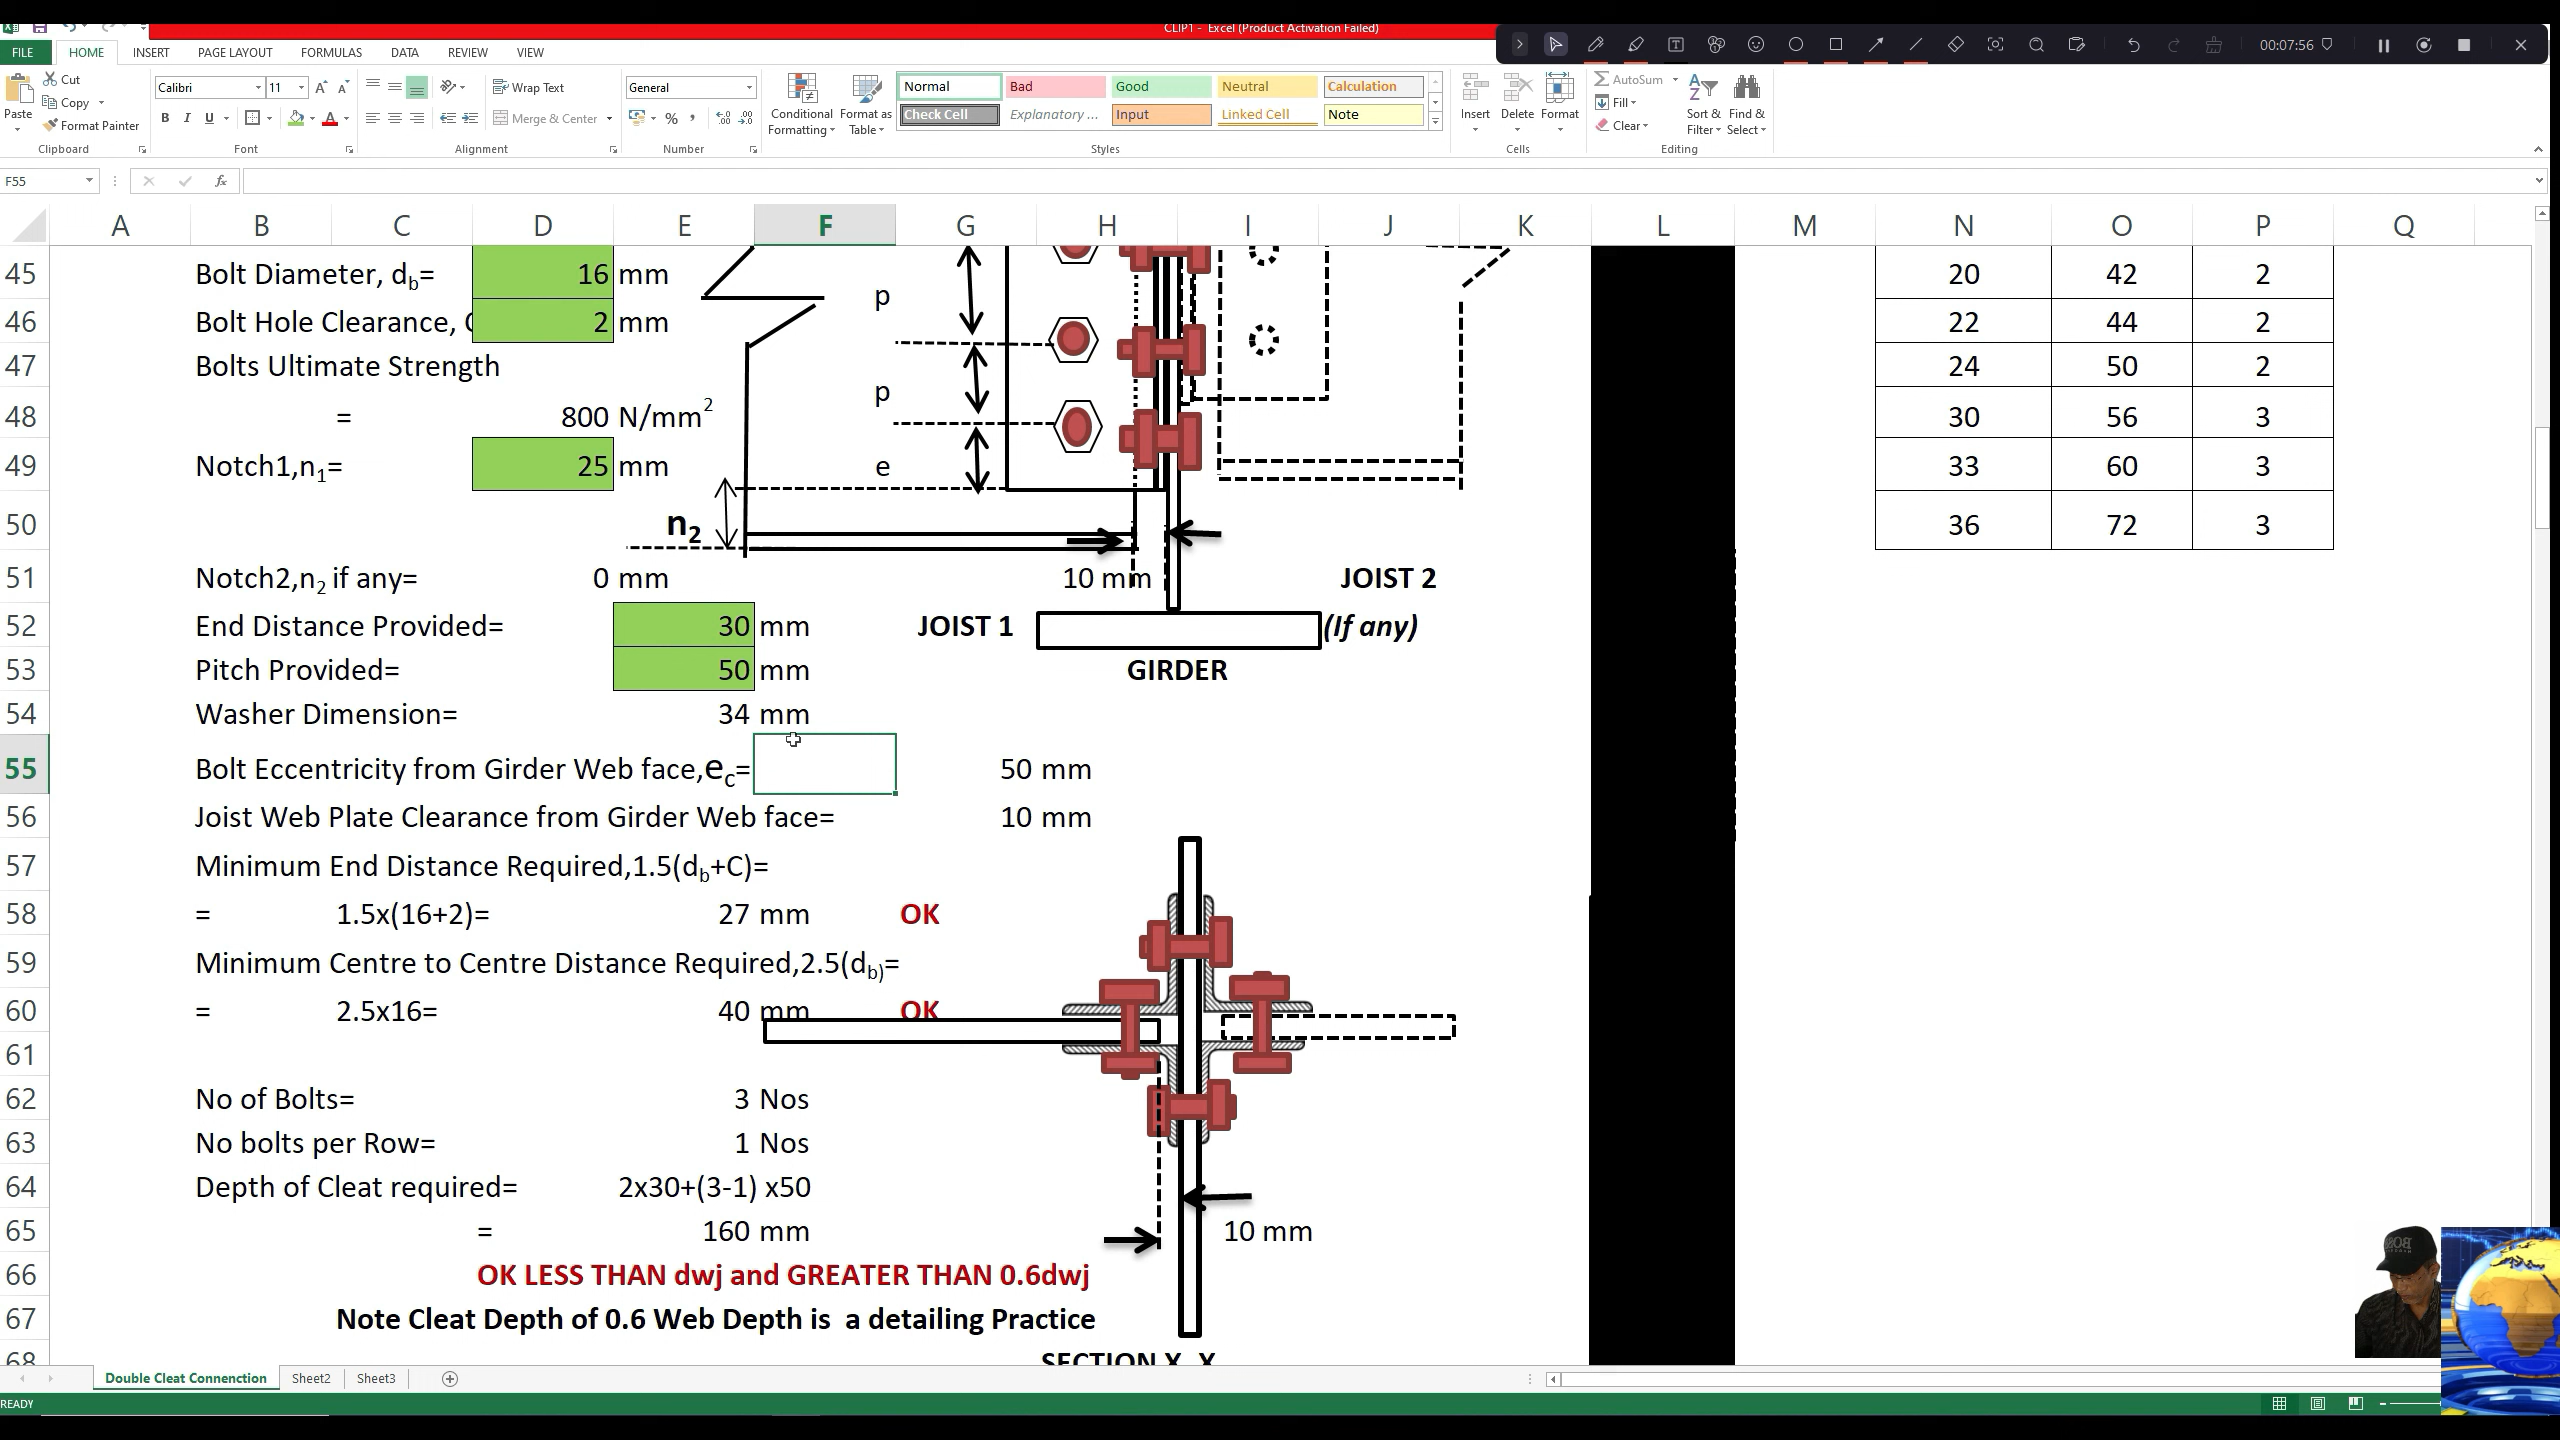 CLIP1 - Excel (Product Activation Failed)
FILE HOME INSERT PAGE LAYOUT FORMULAS DATA REVIEW VIEW
00:07:56
Paste Cut Copy Format Painter
Calibri 11 B I U
Wrap Text Merge & Center
General % ,
Conditional Formatting Format as Table
Normal Bad Good Neutral Calculation
Check Cell Explanatory ... Input Linked Cell Note
Insert Delete Format
AutoSum Fill Clear
Sort & Filter Find & Select
Clipboard Font Alignment Number Styles Cells Editing
F55 fx
A B C D E F G H I J K L M N O P Q
45 Bolt Diameter, db= 16 mm 20 42 2
p
46 Bolt Hole Clearance, 2 mm 22 44 2
47 Bolts Ultimate Strength 24 50 2
p
48 = 800 N/mm2 30 56 3
49 Notch1,n1= 25 mm e 33 60 3
50 n2 36 72 3
51 Notch2,n2 if any= 0 mm 10 mm JOIST 2
52 End Distance Provided= 30 mm JOIST 1 (If any)
53 Pitch Provided= 50 mm GIRDER
54 Washer Dimension= 34 mm
55 Bolt Eccentricity from Girder Web face,ec= 50 mm
56 Joist Web Plate Clearance from Girder Web face= 10 mm
57 Minimum End Distance Required,1.5(db+C)=
58 = 1.5x(16+2)= 27 mm OK
59 Minimum Centre to Centre Distance Required,2.5(db)=
60 = 2.5x16= 40 mm OK
61
62 No of Bolts= 3 Nos
63 No bolts per Row= 1 Nos
64 Depth of Cleat required= 2x30+(3-1) x50
65 = 160 mm 10 mm
66 OK LESS THAN dwj and GREATER THAN 0.6dwj
67 Note Cleat Depth of 0.6 Web Depth is a detailing Practice
68 SECTION X X
Double Cleat Connenction Sheet2 Sheet3
READY